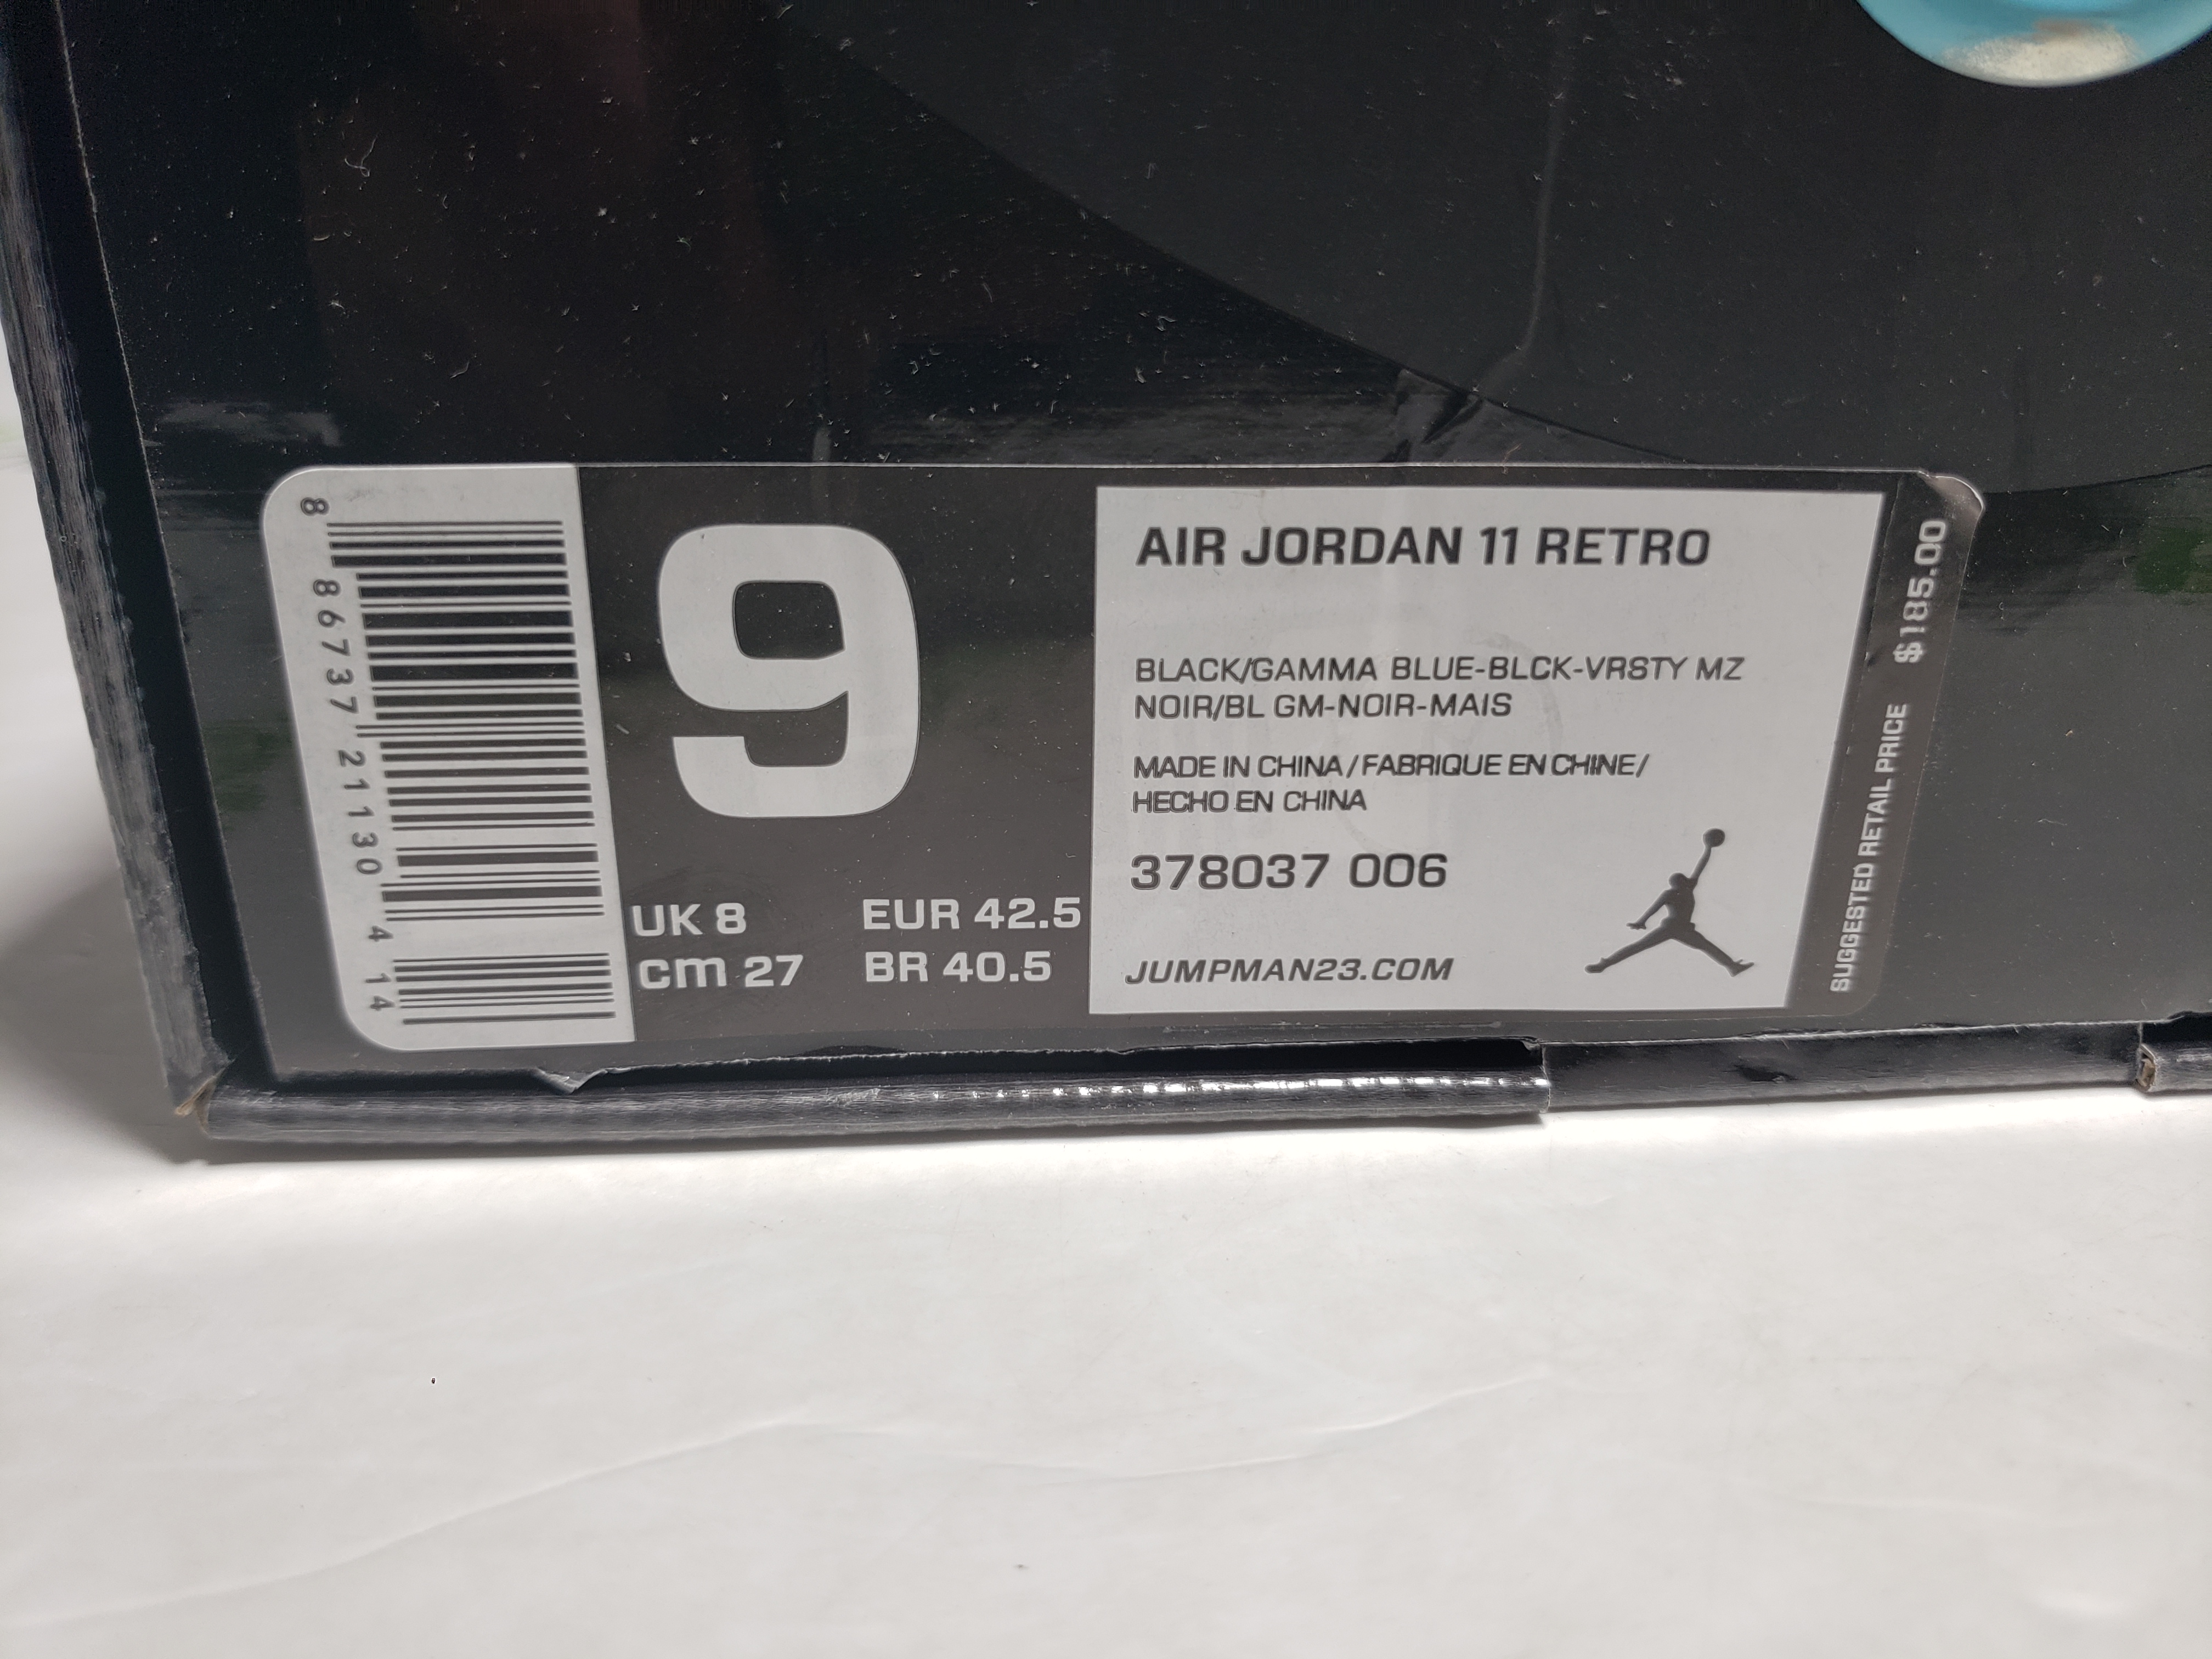 8 86737 21130 4 14
9
UK 8 EUR 42.5
cm 27 BR 40.5
AIR JORDAN 11 RETRO
BLACK/GAMMA BLUE-BLCK-VRSTY MZ
NOIR/BL GM-NOIR-MAIS
MADE IN CHINA/FABRIQUE EN CHINE/
HECHO EN CHINA
378037 006
JUMPMAN23.COM
SUGGESTED RETAIL PRICE $185.00